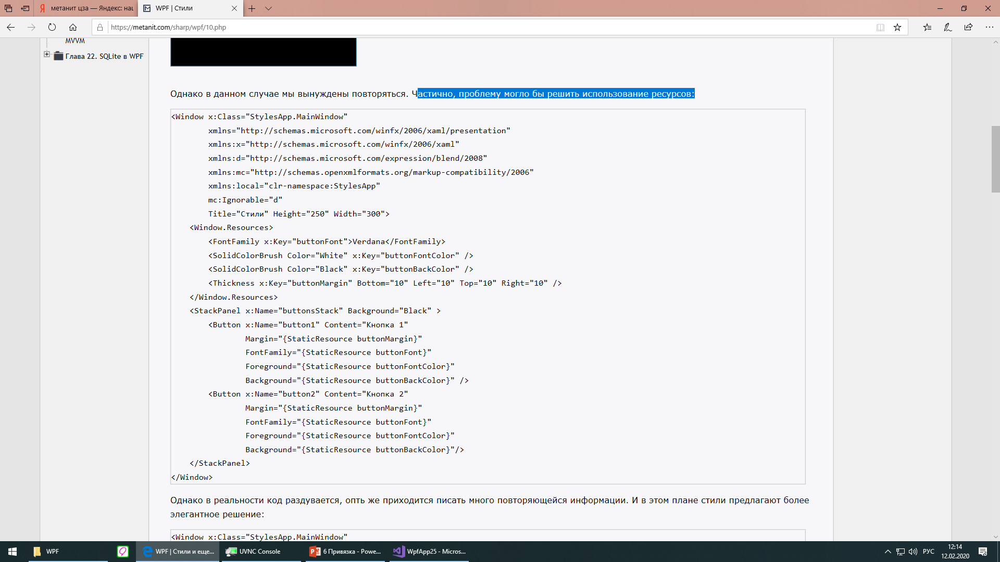 метанит цза — Яндекс: наш
WPF | Стили
https://metanit.com/sharp/wpf/10.php
MVVM
Глава 22. SQLite в WPF
Однако в данном случае мы вынуждены повторяться. Частично, проблему могло бы решить использование ресурсов:
<Window x:Class="StylesApp.MainWindow"
        xmlns="http://schemas.microsoft.com/winfx/2006/xaml/presentation"
        xmlns:x="http://schemas.microsoft.com/winfx/2006/xaml"
        xmlns:d="http://schemas.microsoft.com/expression/blend/2008"
        xmlns:mc="http://schemas.openxmlformats.org/markup-compatibility/2006"
        xmlns:local="clr-namespace:StylesApp"
        mc:Ignorable="d"
        Title="Стили" Height="250" Width="300">
    <Window.Resources>
        <FontFamily x:Key="buttonFont">Verdana</FontFamily>
        <SolidColorBrush Color="White" x:Key="buttonFontColor" />
        <SolidColorBrush Color="Black" x:Key="buttonBackColor" />
        <Thickness x:Key="buttonMargin" Bottom="10" Left="10" Top="10" Right="10" />
    </Window.Resources>
    <StackPanel x:Name="buttonsStack" Background="Black" >
        <Button x:Name="button1" Content="Кнопка 1"
                Margin="{StaticResource buttonMargin}"
                FontFamily="{StaticResource buttonFont}"
                Foreground="{StaticResource buttonFontColor}"
                Background="{StaticResource buttonBackColor}" />
        <Button x:Name="button2" Content="Кнопка 2"
                Margin="{StaticResource buttonMargin}"
                FontFamily="{StaticResource buttonFont}"
                Foreground="{StaticResource buttonFontColor}"
                Background="{StaticResource buttonBackColor}"/>
    </StackPanel>
</Window>
Однако в реальности код раздувается, опть же приходится писать много повторяющейся информации. И в этом плане стили предлагают более
элегантное решение:
<Window x:Class="StylesApp.MainWindow"
WPF
WPF | Стили и еще...
UVNC Console
6 Привязка - Powe...
WpfApp25 - Micros...
РУС
12:14
12.02.2020